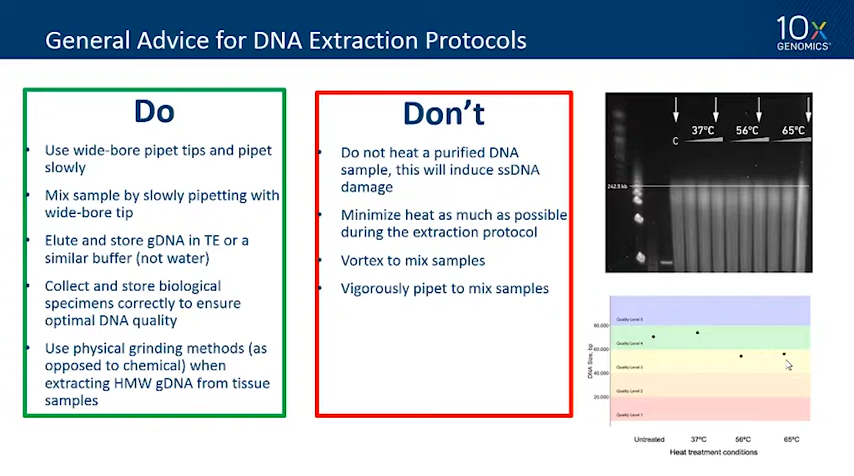 General Advice for DNA Extraction Protocols
10x
GENOMICS
Do
Use wide-bore pipet tips and pipet
slowly
Mix sample by slowly pipetting with
wide-bore tip
Elute and store gDNA in TE or a
similar buffer (not water)
Collect and store biological
specimens correctly to ensure
optimal DNA quality
Use physical grinding methods (as
opposed to chemical) when
extracting HMW gDNA from tissue
samples
Don't
Do not heat a purified DNA
sample, this will induce ssDNA
damage
Minimize heat as much as possible
during the extraction protocol
Vortex to mix samples
Vigorously pipet to mix samples
C 37°C 56°C 65°C
242.5 kb
Quality Level 5
80,000
Quality Level 4
60,000
Quality Level 3
40,000
Quality Level 2
20,000
Quality Level 1
DNA Size, bp
Untreated 37°C 56°C 65°C
Heat treatment conditions